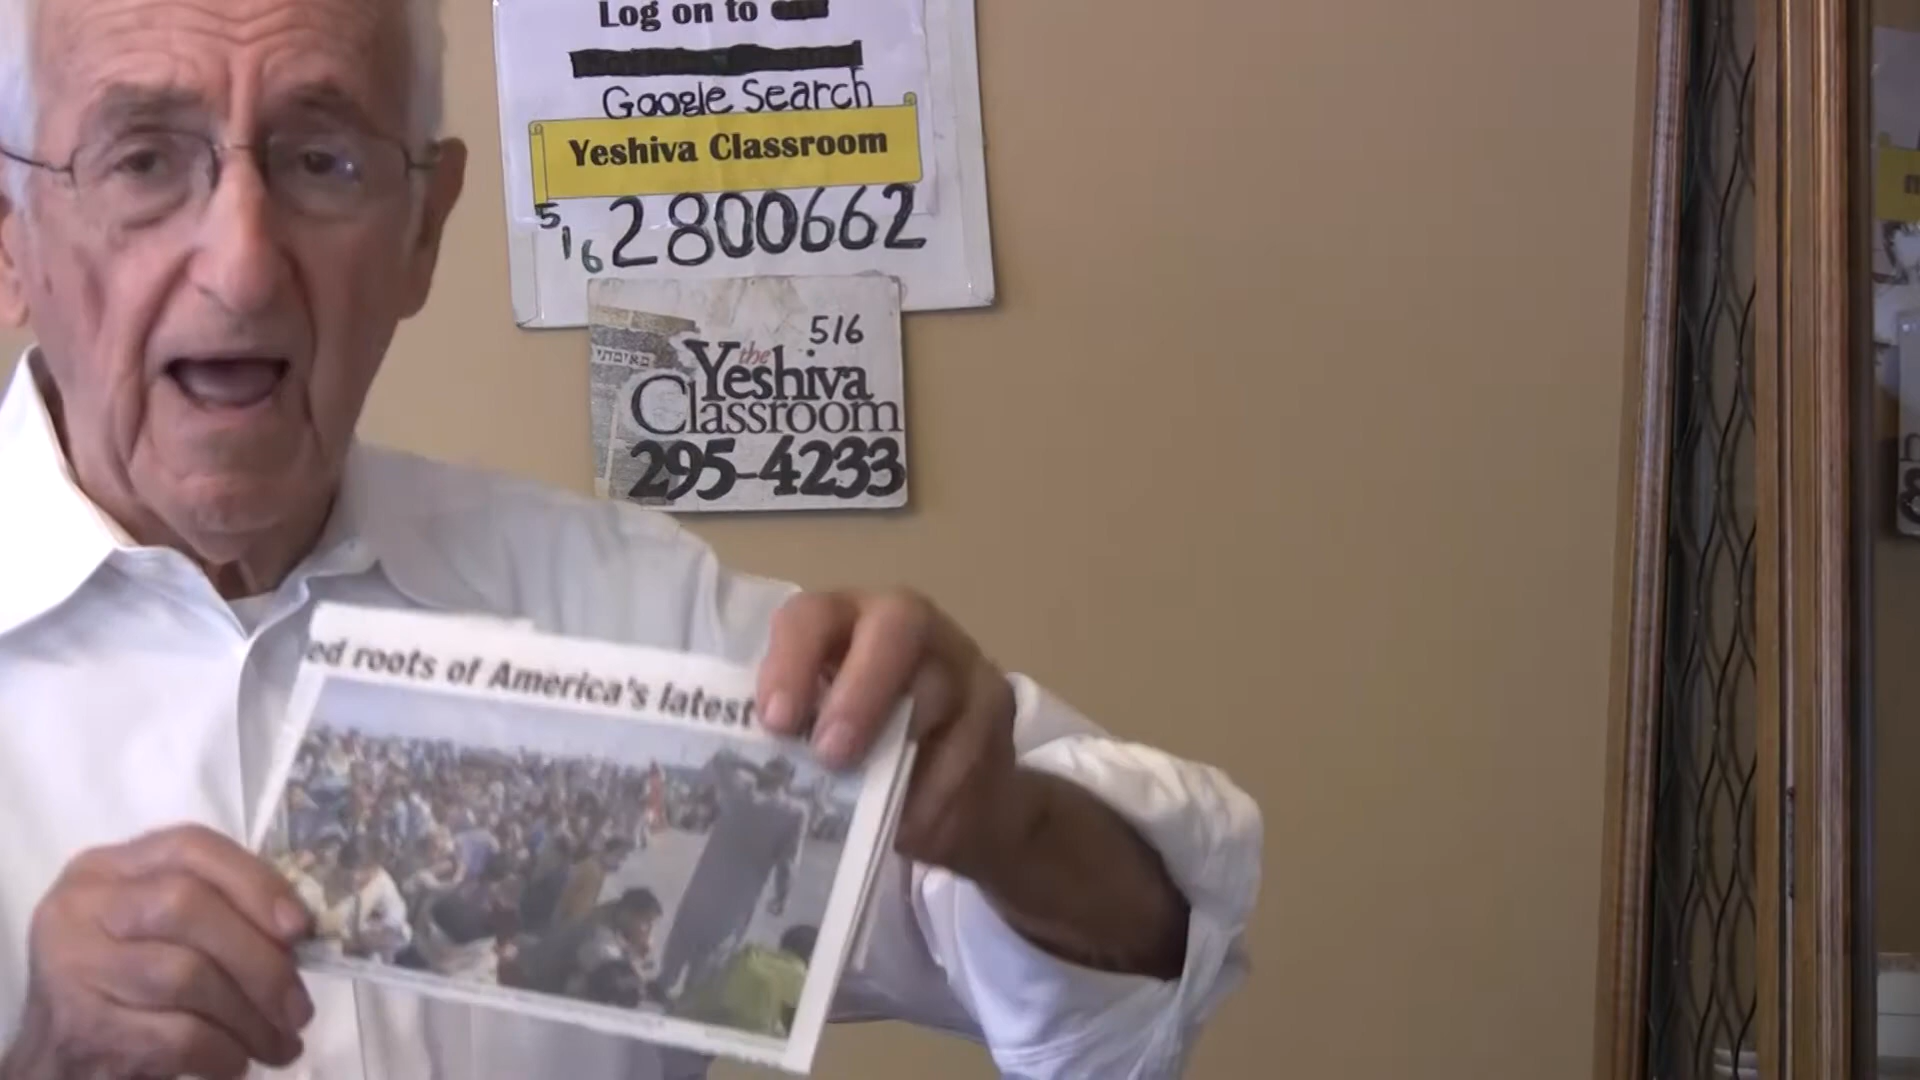 Log on to
Google Search
Yeshiva Classroom
516 2800662
516
the
Yeshiva
Classroom
295-4233
מאימתי
ed roots of America's latest